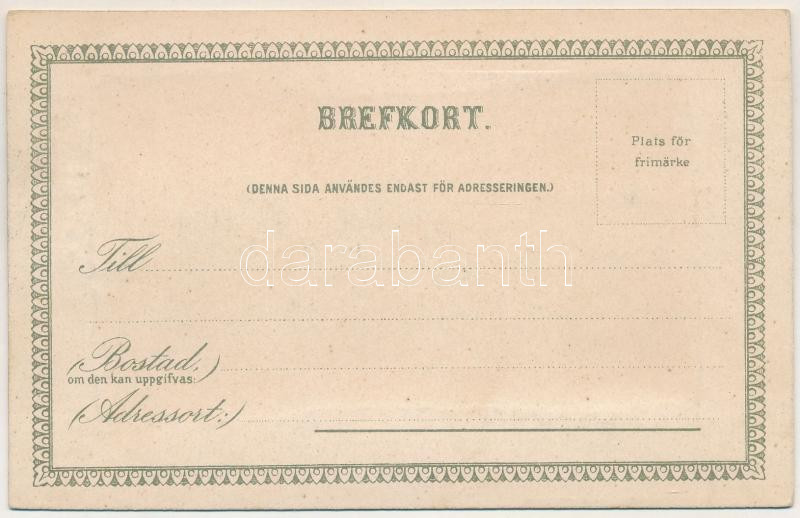 BREFKORT.
Plats för
frimärke
(DENNA SIDA ANVÄNDES ENDAST FÖR ADRESSERINGEN.)
Till
darabanth
(Bostad,)
om den kan uppgifvas:
(Adressort:)